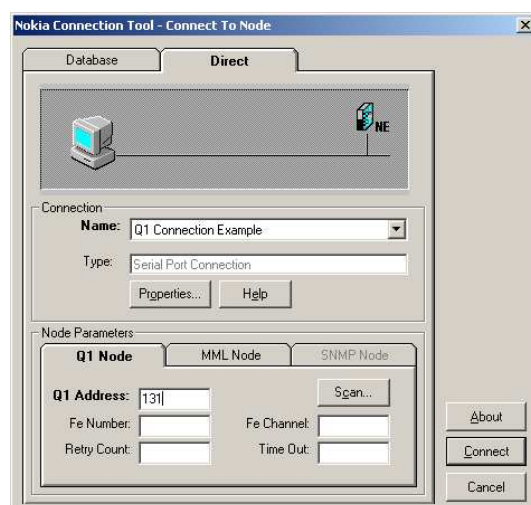 Nokia Connection Tool - Connect To Node
Database
Direct
NE
Connection
Name: Q1 Connection Example
Type: Serial Port Connection
Properties... Help
Node Parameters
Q1 Node MML Node SNMP Node
Q1 Address: 131 Scan...
Fe Number: Fe Channel:
Retry Count: Time Out:
About
Connect
Cancel